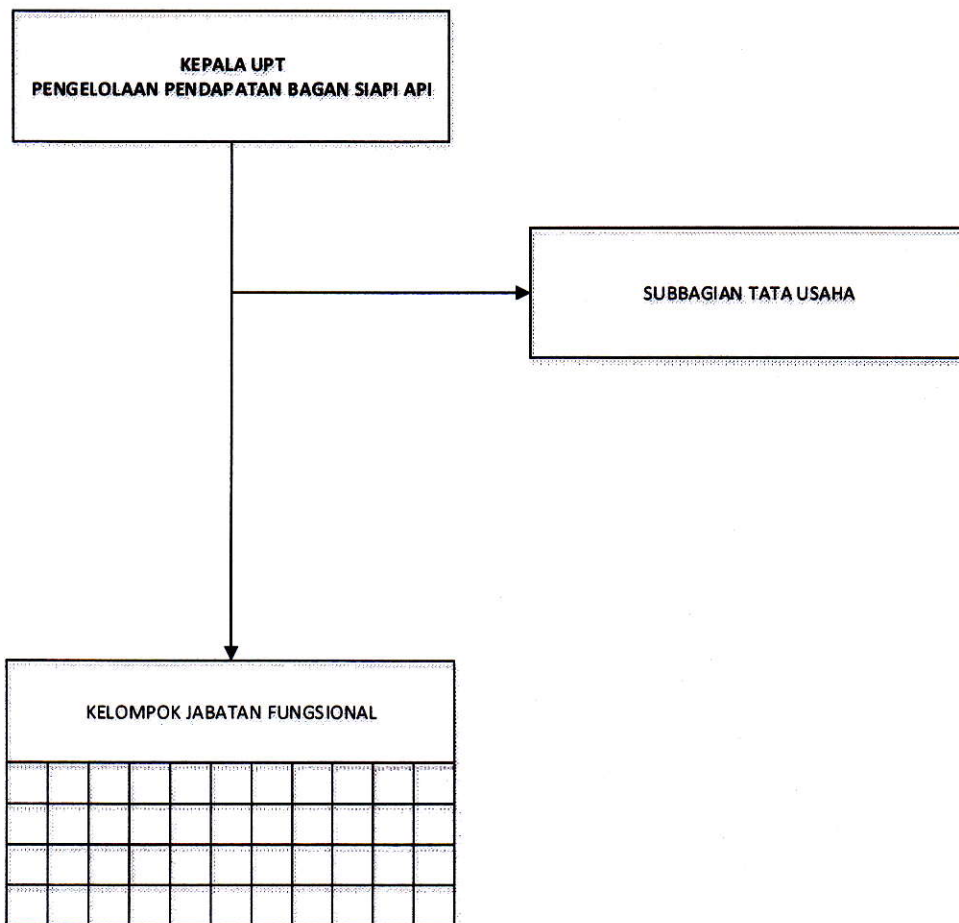 KEPALA UPT
PENGELOLAAN PENDAPATAN BAGAN SIAPI API
SUBBAGIAN TATA USAHA
KELOMPOK JABATAN FUNGSIONAL